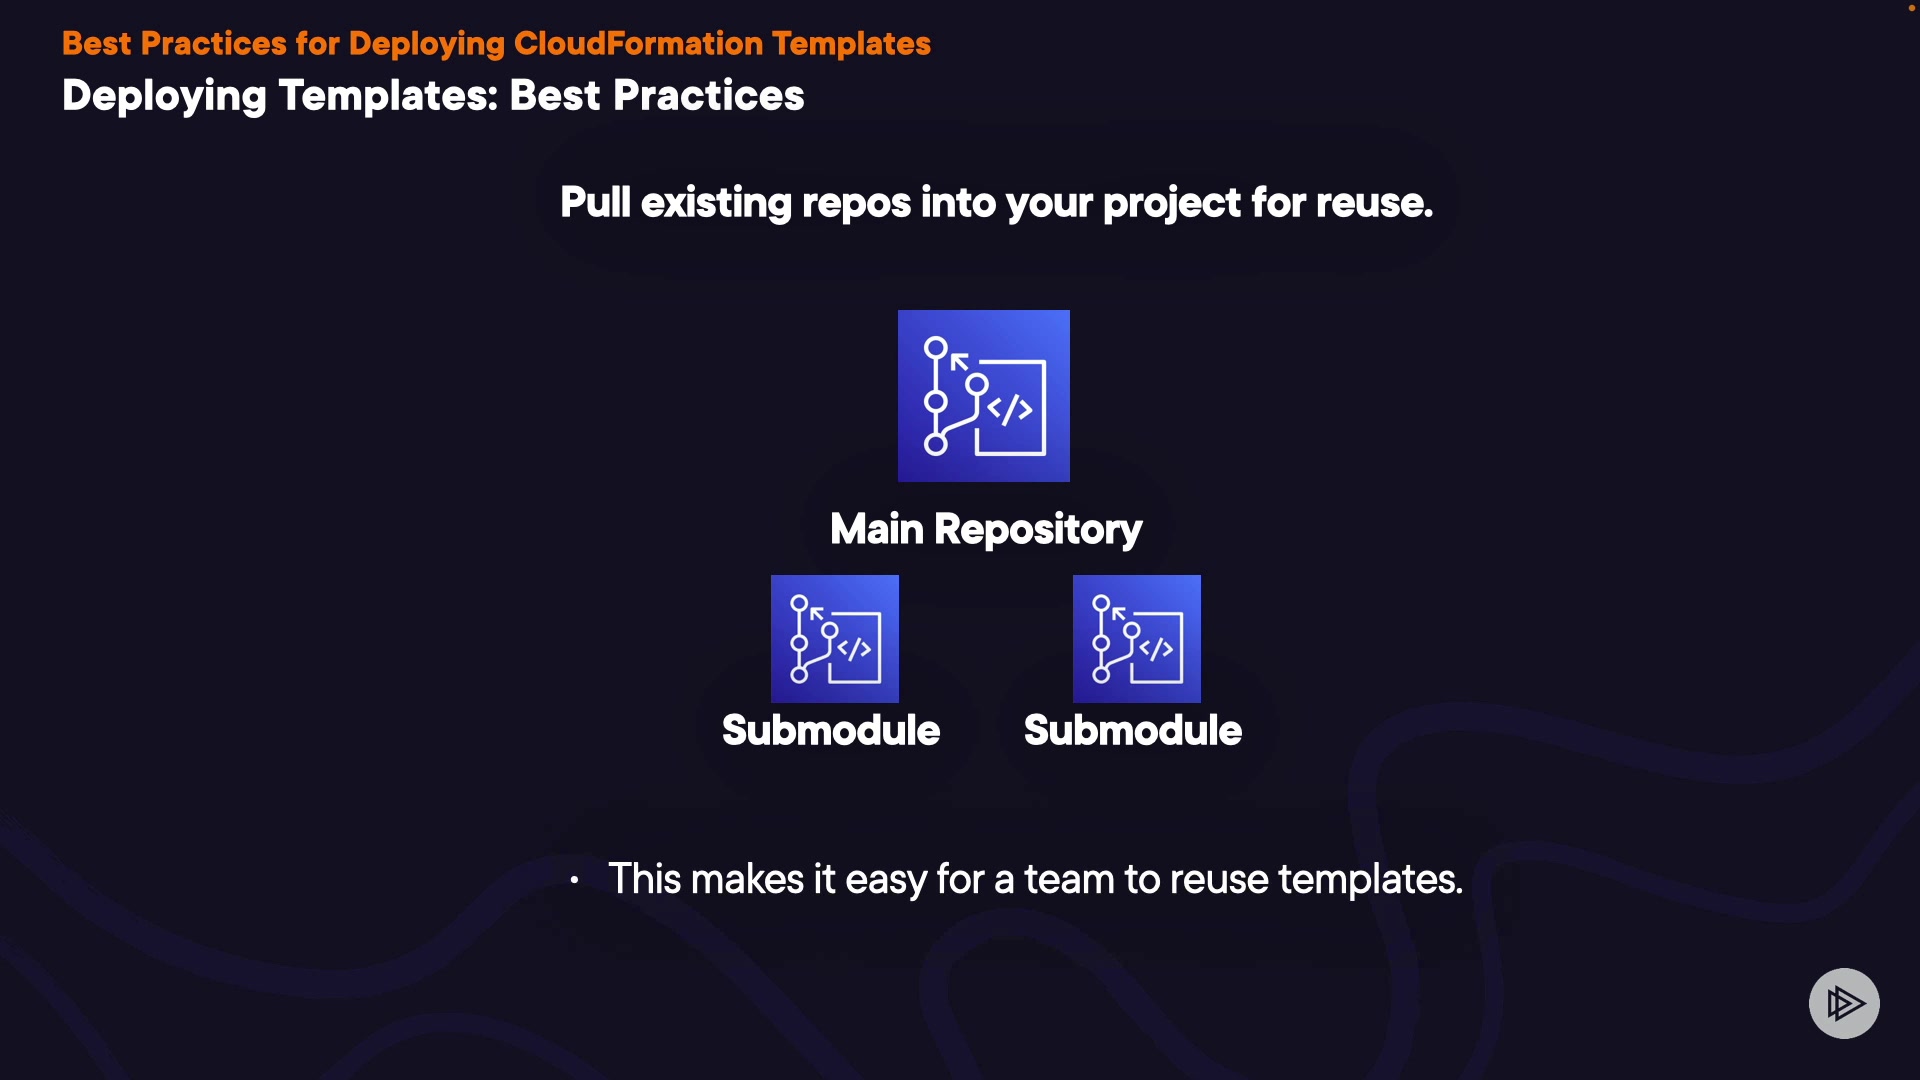 Best Practices for Deploying CloudFormation Templates
Deploying Templates: Best Practices
Pull existing repos into your project for reuse.
</>
Main Repository
</>
</>
Submodule
Submodule
• This makes it easy for a team to reuse templates.